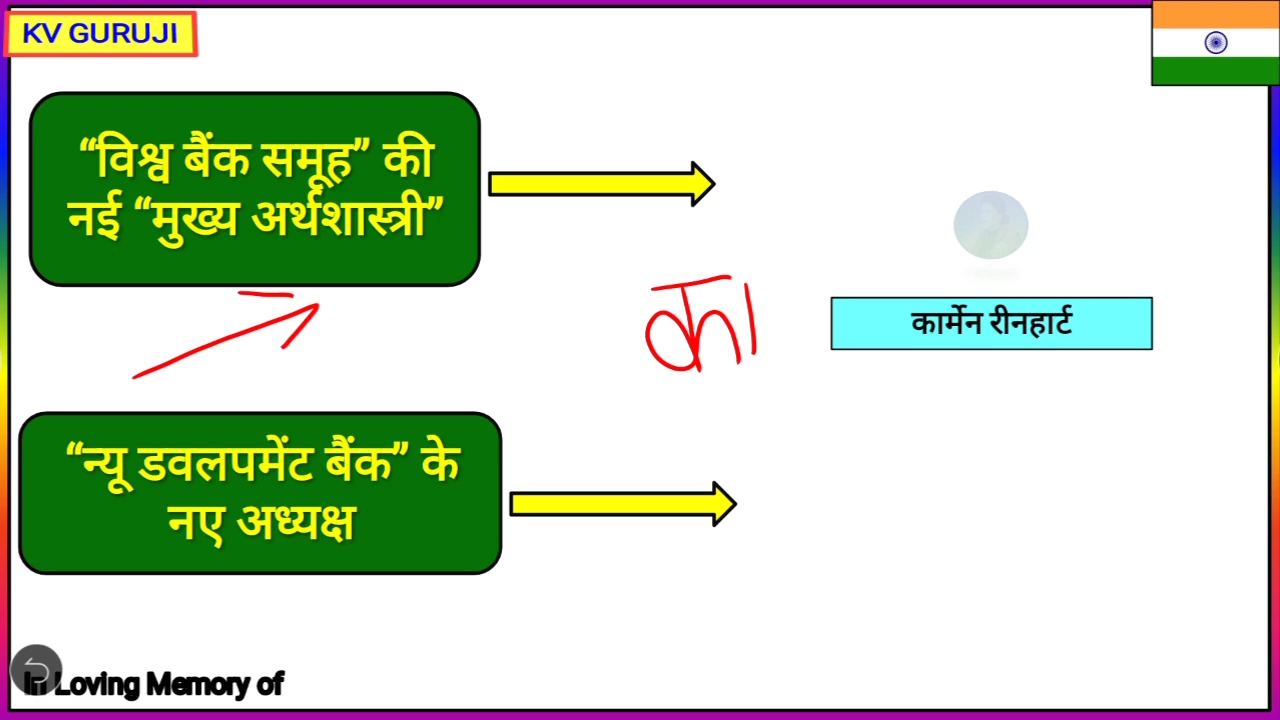 KV GURUJI
“विश्व बैंक समूह” की
नई “मुख्य अर्थशास्त्री”
का
कार्मेन रीनहार्ट
“न्यू डवलपमेंट बैंक” के
नए अध्यक्ष
In Loving Memory of